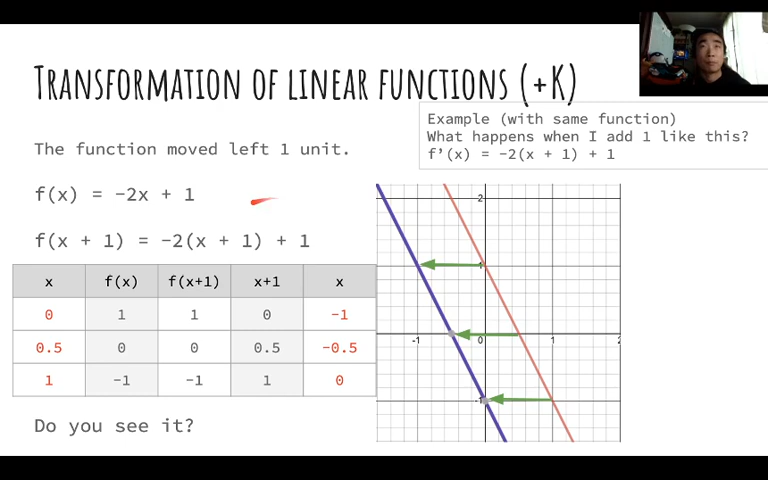 TRANSFORMATION OF LINEAR FUNCTIONS (+K)
Example (with same function)
What happens when I add 1 like this?
f’(x) = -2(x + 1) + 1
The function moved left 1 unit.
f(x) = -2x + 1
f(x + 1) = -2(x + 1) + 1
x f(x) f(x+1) x+1 x
0 1 1 0 -1
0.5 0 0 0.5 -0.5
1 -1 -1 1 0
Do you see it?
2
1
-1 0 1 2
-1